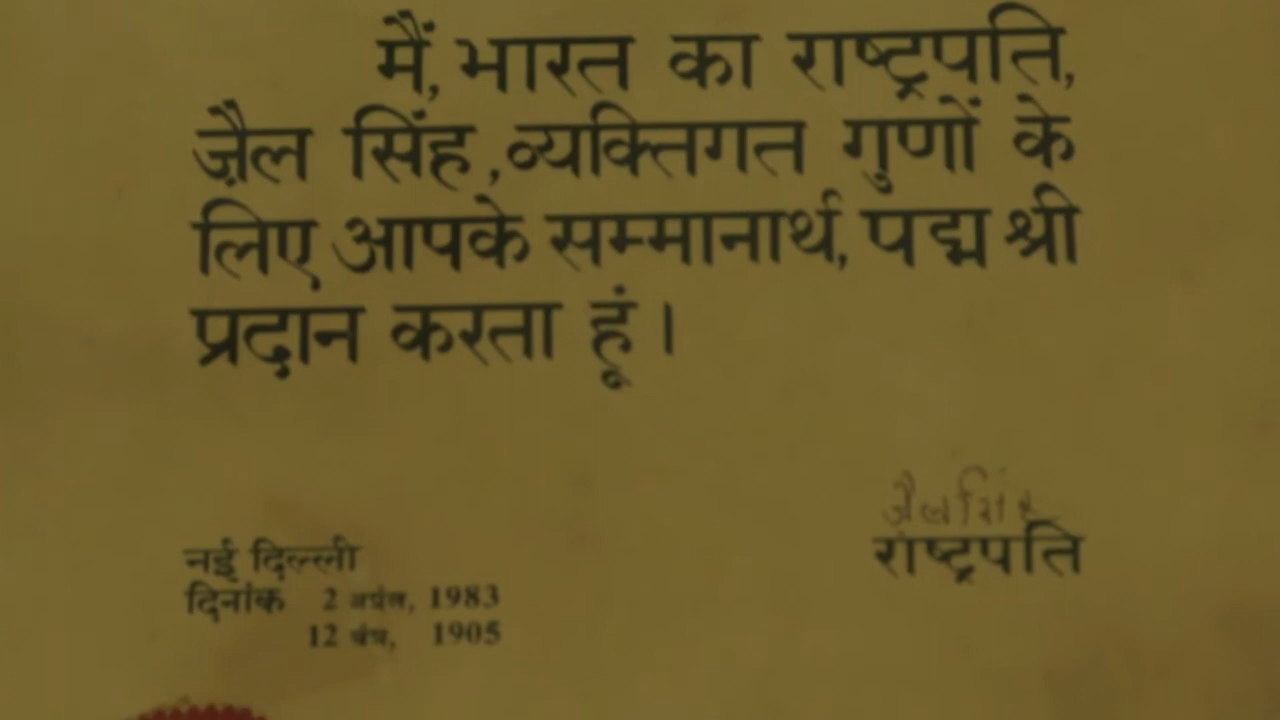 मैं, भारत का राष्ट्रपति,
ज़ैल सिंह, व्यक्तिगत गुणों के
लिए आपके सम्मानार्थ, पद्म श्री
प्रदान करता हूं।
जैल सिंह
राष्ट्रपति
नई दिल्ली
दिनांक 2 अप्रैल, 1983
12 चैत्र, 1905